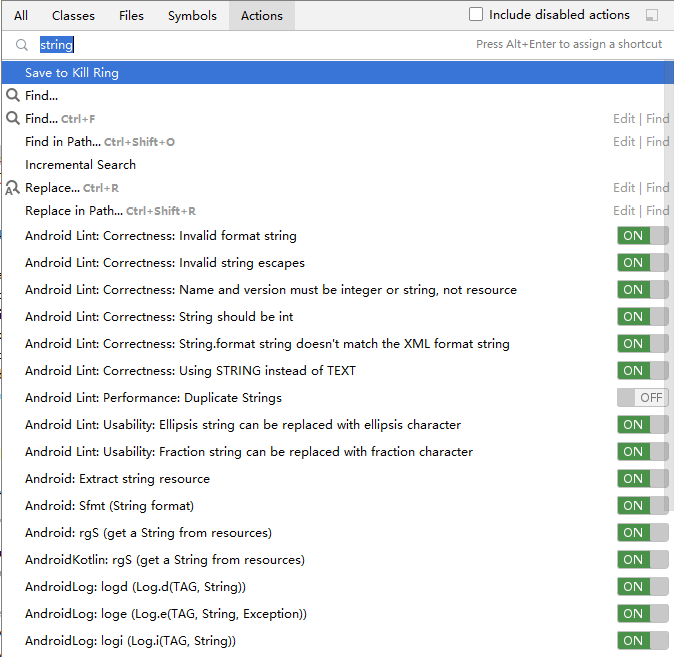 All Classes Files Symbols Actions Include disabled actions
string Press Alt+Enter to assign a shortcut
Save to Kill Ring
Find...
Find... Ctrl+F Edit | Find
Find in Path... Ctrl+Shift+O Edit | Find
Incremental Search
Replace... Ctrl+R Edit | Find
Replace in Path... Ctrl+Shift+R Edit | Find
Android Lint: Correctness: Invalid format string ON
Android Lint: Correctness: Invalid string escapes ON
Android Lint: Correctness: Name and version must be integer or string, not resource ON
Android Lint: Correctness: String should be int ON
Android Lint: Correctness: String.format string doesn't match the XML format string ON
Android Lint: Correctness: Using STRING instead of TEXT ON
Android Lint: Performance: Duplicate Strings OFF
Android Lint: Usability: Ellipsis string can be replaced with ellipsis character ON
Android Lint: Usability: Fraction string can be replaced with fraction character ON
Android: Extract string resource ON
Android: Sfmt (String format) ON
Android: rgS (get a String from resources) ON
AndroidKotlin: rgS (get a String from resources) ON
AndroidLog: logd (Log.d(TAG, String)) ON
AndroidLog: loge (Log.e(TAG, String, Exception)) ON
AndroidLog: logi (Log.i(TAG, String)) ON